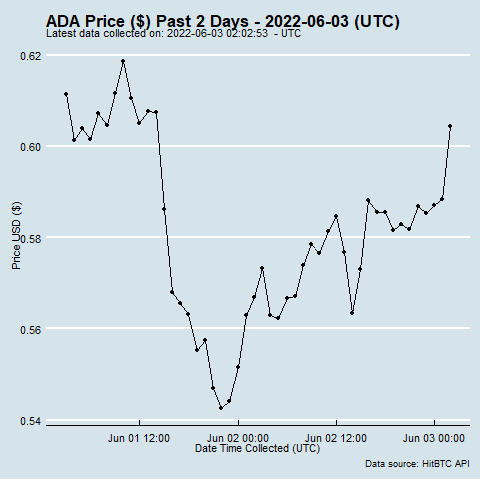 ADA Price ($) Past 2 Days - 2022-06-03 (UTC)
Latest data collected on: 2022-06-03 02:02:53 - UTC
0.62
0.60
0.58
0.56
0.54
Price USD ($)
Jun 01 12:00
Jun 02 00:00
Jun 02 12:00
Jun 03 00:00
Date Time Collected (UTC)
Data source: HitBTC API